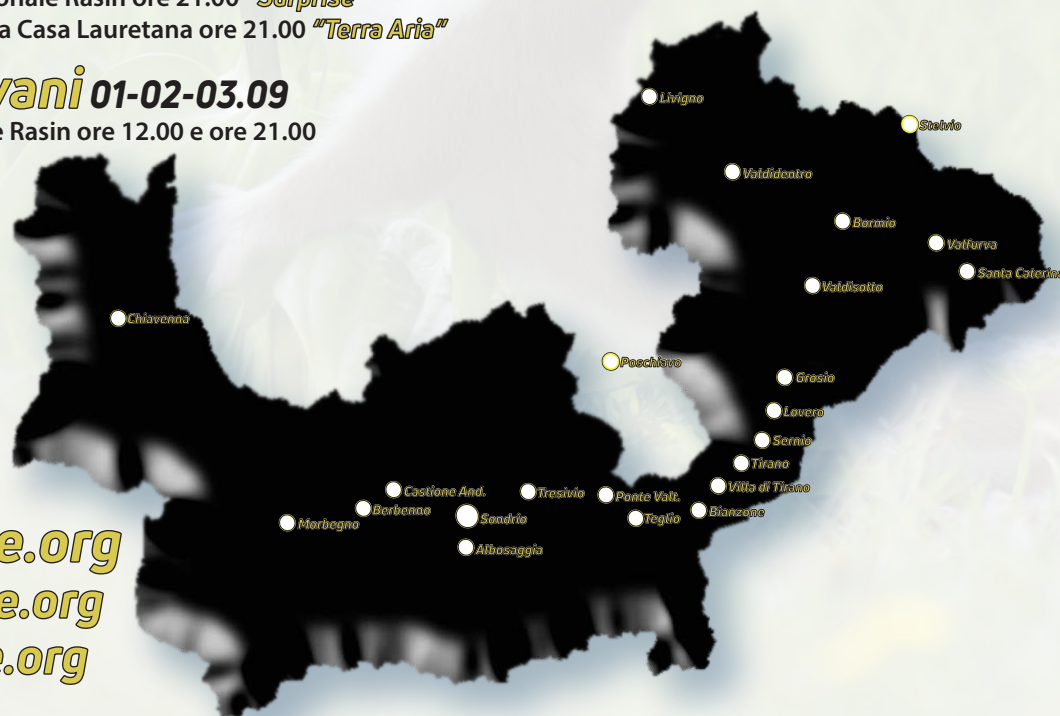 onale Rasin ore 21.00 "Surprise"
a Casa Lauretana ore 21.00 "Terra Aria"
vani 01-02-03.09
e Rasin ore 12.00 e ore 21.00
Livigno
Stelvio
Valdidentro
Bormio
Valfurva
Santa Caterina
Valdisotto
Chiavenna
Poschiavo
Grosio
Lovero
Sernio
Tirano
Villa di Tirano
Castione And.
Tresivio
Ponte Valt.
Berbenno
Bianzone
Sondrio
Teglio
Morbegno
Albosaggia
e.org
e.org
e.org